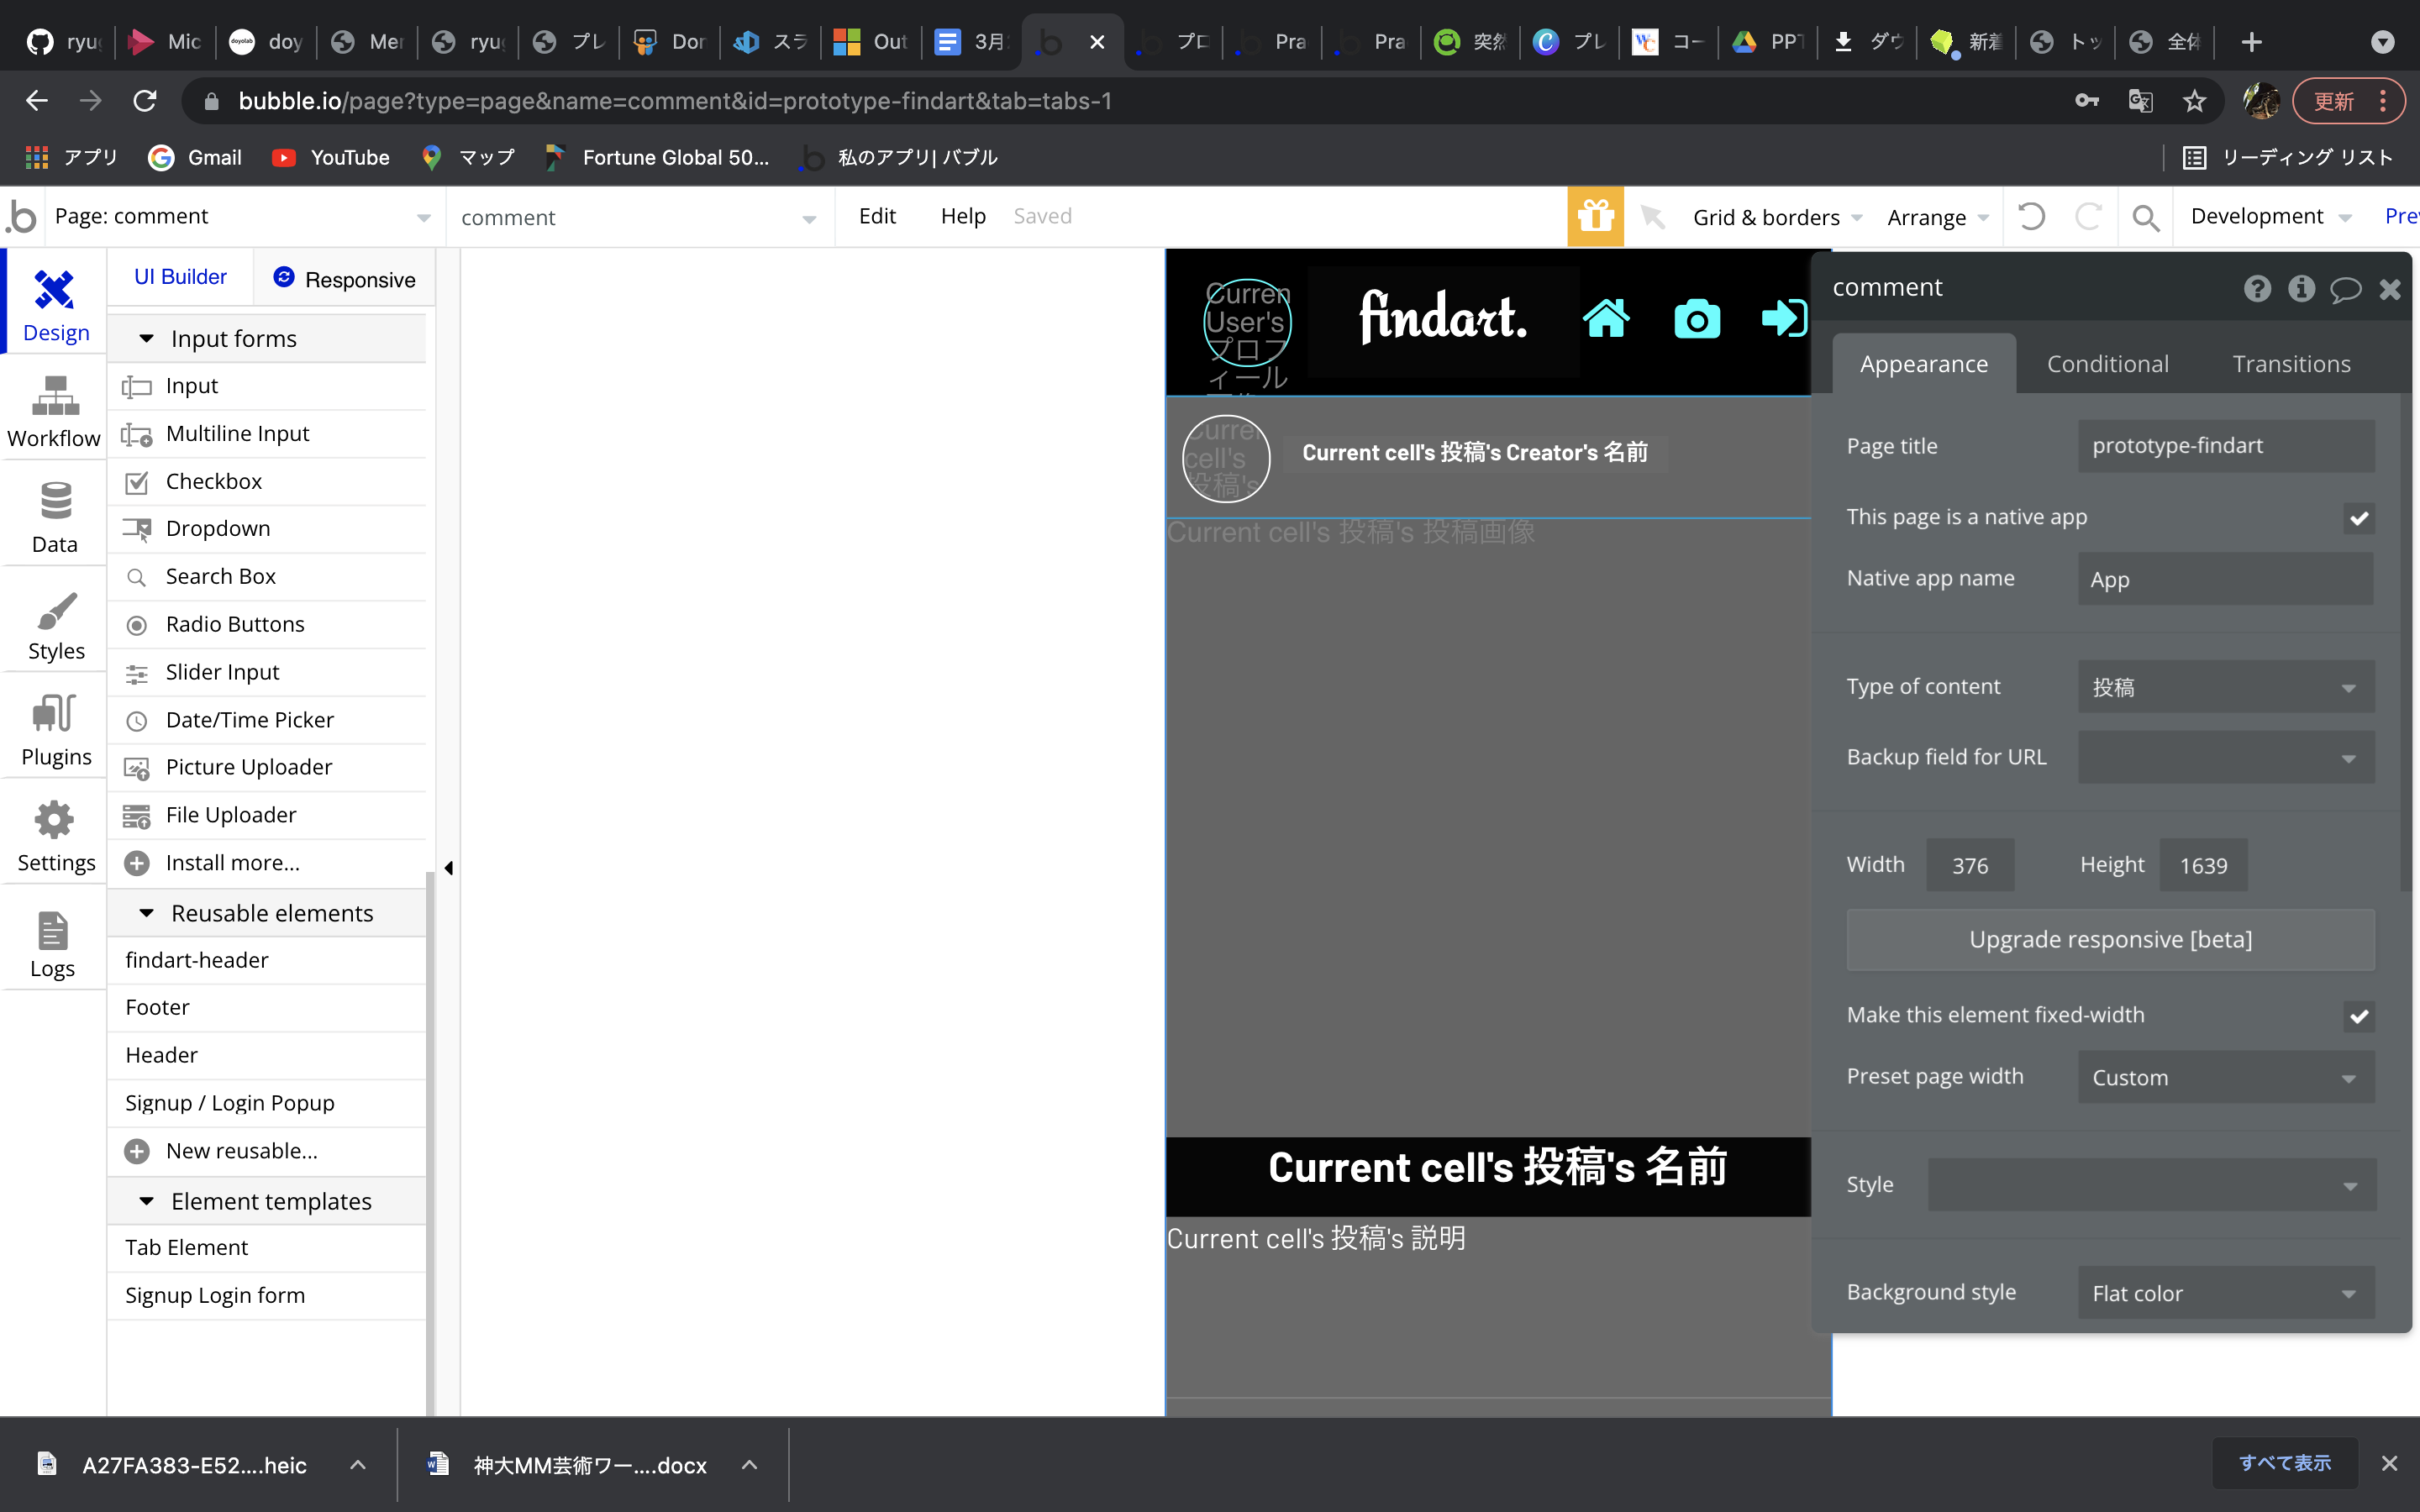 ryug
Mic
doy
Mer
ryug
プレ
Dor
スラ
Out
3月
プロ
Pra
Pra
突然
プレ
コー
PPT
ダウ
新着
トッ
全体
bubble.io/page?type=page&name=comment&id=prototype-findart&tab=tabs-1
更新
アプリ
Gmail
YouTube
マップ
Fortune Global 50...
私のアプリ| バブル
リーディング リスト
Page: comment
comment
Edit
Help
Saved
Grid & borders
Arrange
Development
Pre
Design
Workflow
Data
Styles
Plugins
Settings
Logs
UI Builder
Responsive
Input forms
Input
Multiline Input
Checkbox
Dropdown
Search Box
Radio Buttons
Slider Input
Date/Time Picker
Picture Uploader
File Uploader
Install more...
Reusable elements
findart-header
Footer
Header
Signup / Login Popup
New reusable...
Element templates
Tab Element
Signup Login form
Curren
User's
プロフ
ィール
findart.
Curren
cell's
投稿's
Current cell's 投稿's Creator's 名前
Current cell's 投稿's 投稿画像
Current cell's 投稿's 名前
Current cell's 投稿's 説明
comment
Appearance
Conditional
Transitions
Page title
prototype-findart
This page is a native app
Native app name
App
Type of content
投稿
Backup field for URL
Width
376
Height
1639
Upgrade responsive [beta]
Make this element fixed-width
Preset page width
Custom
Style
Background style
Flat color
A27FA383-E52....heic
神大MM芸術ワー....docx
すべて表示